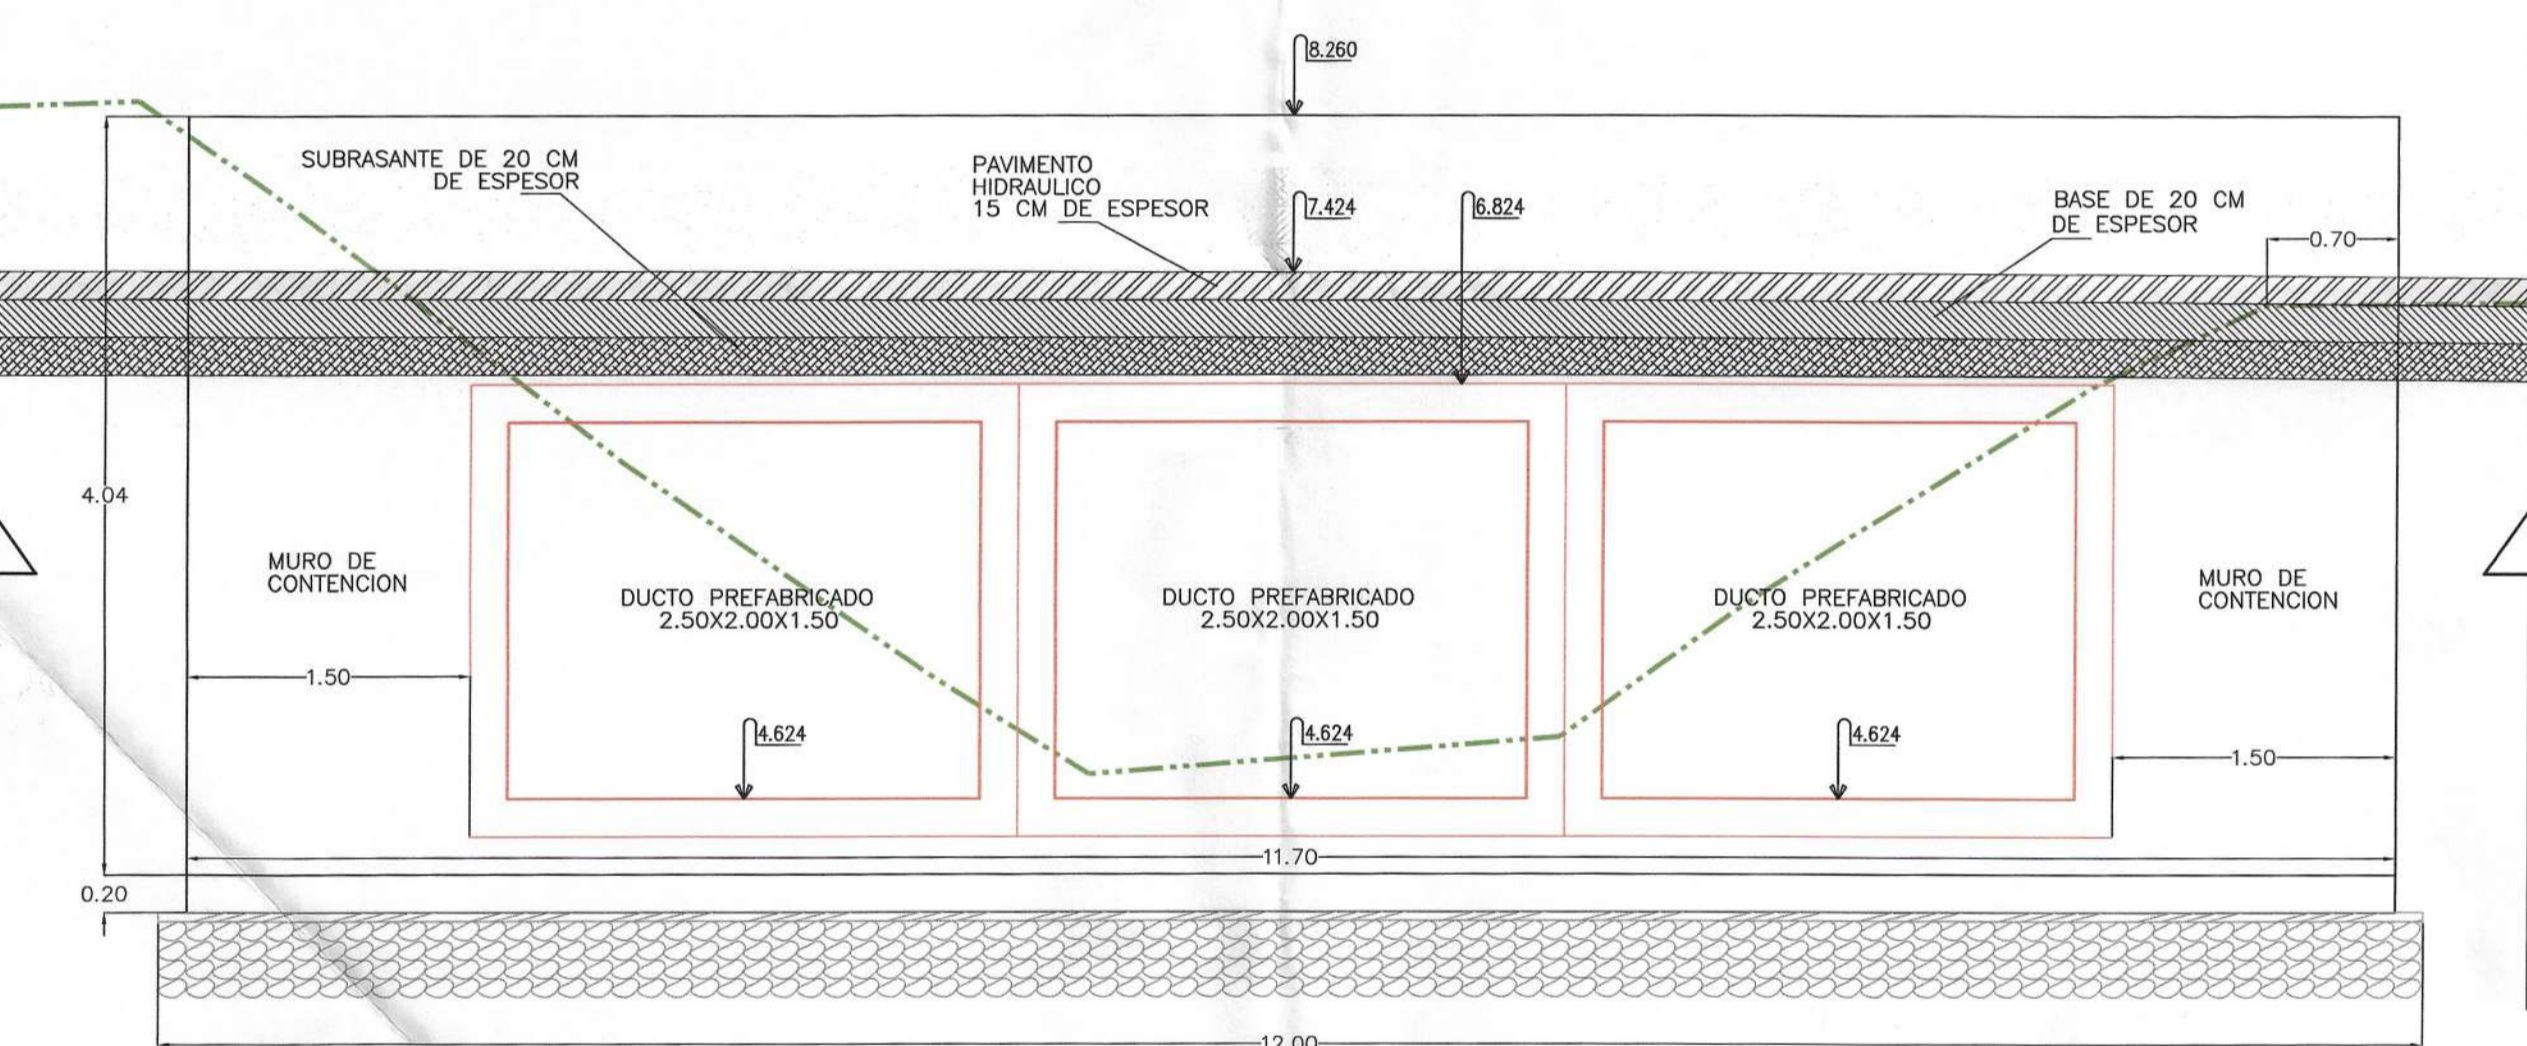 8.260
SUBRASANTE DE 20 CM
DE ESPESOR
PAVIMENTO
HIDRAULICO
15 CM DE ESPESOR
7.424
6.824
BASE DE 20 CM
DE ESPESOR
0.70
4.04
MURO DE
CONTENCION
DUCTO PREFABRICADO
2.50X2.00X1.50
DUCTO PREFABRICADO
2.50X2.00X1.50
DUCTO PREFABRICADO
2.50X2.00X1.50
MURO DE
CONTENCION
1.50
4.624
4.624
4.624
1.50
11.70
0.20
12.00